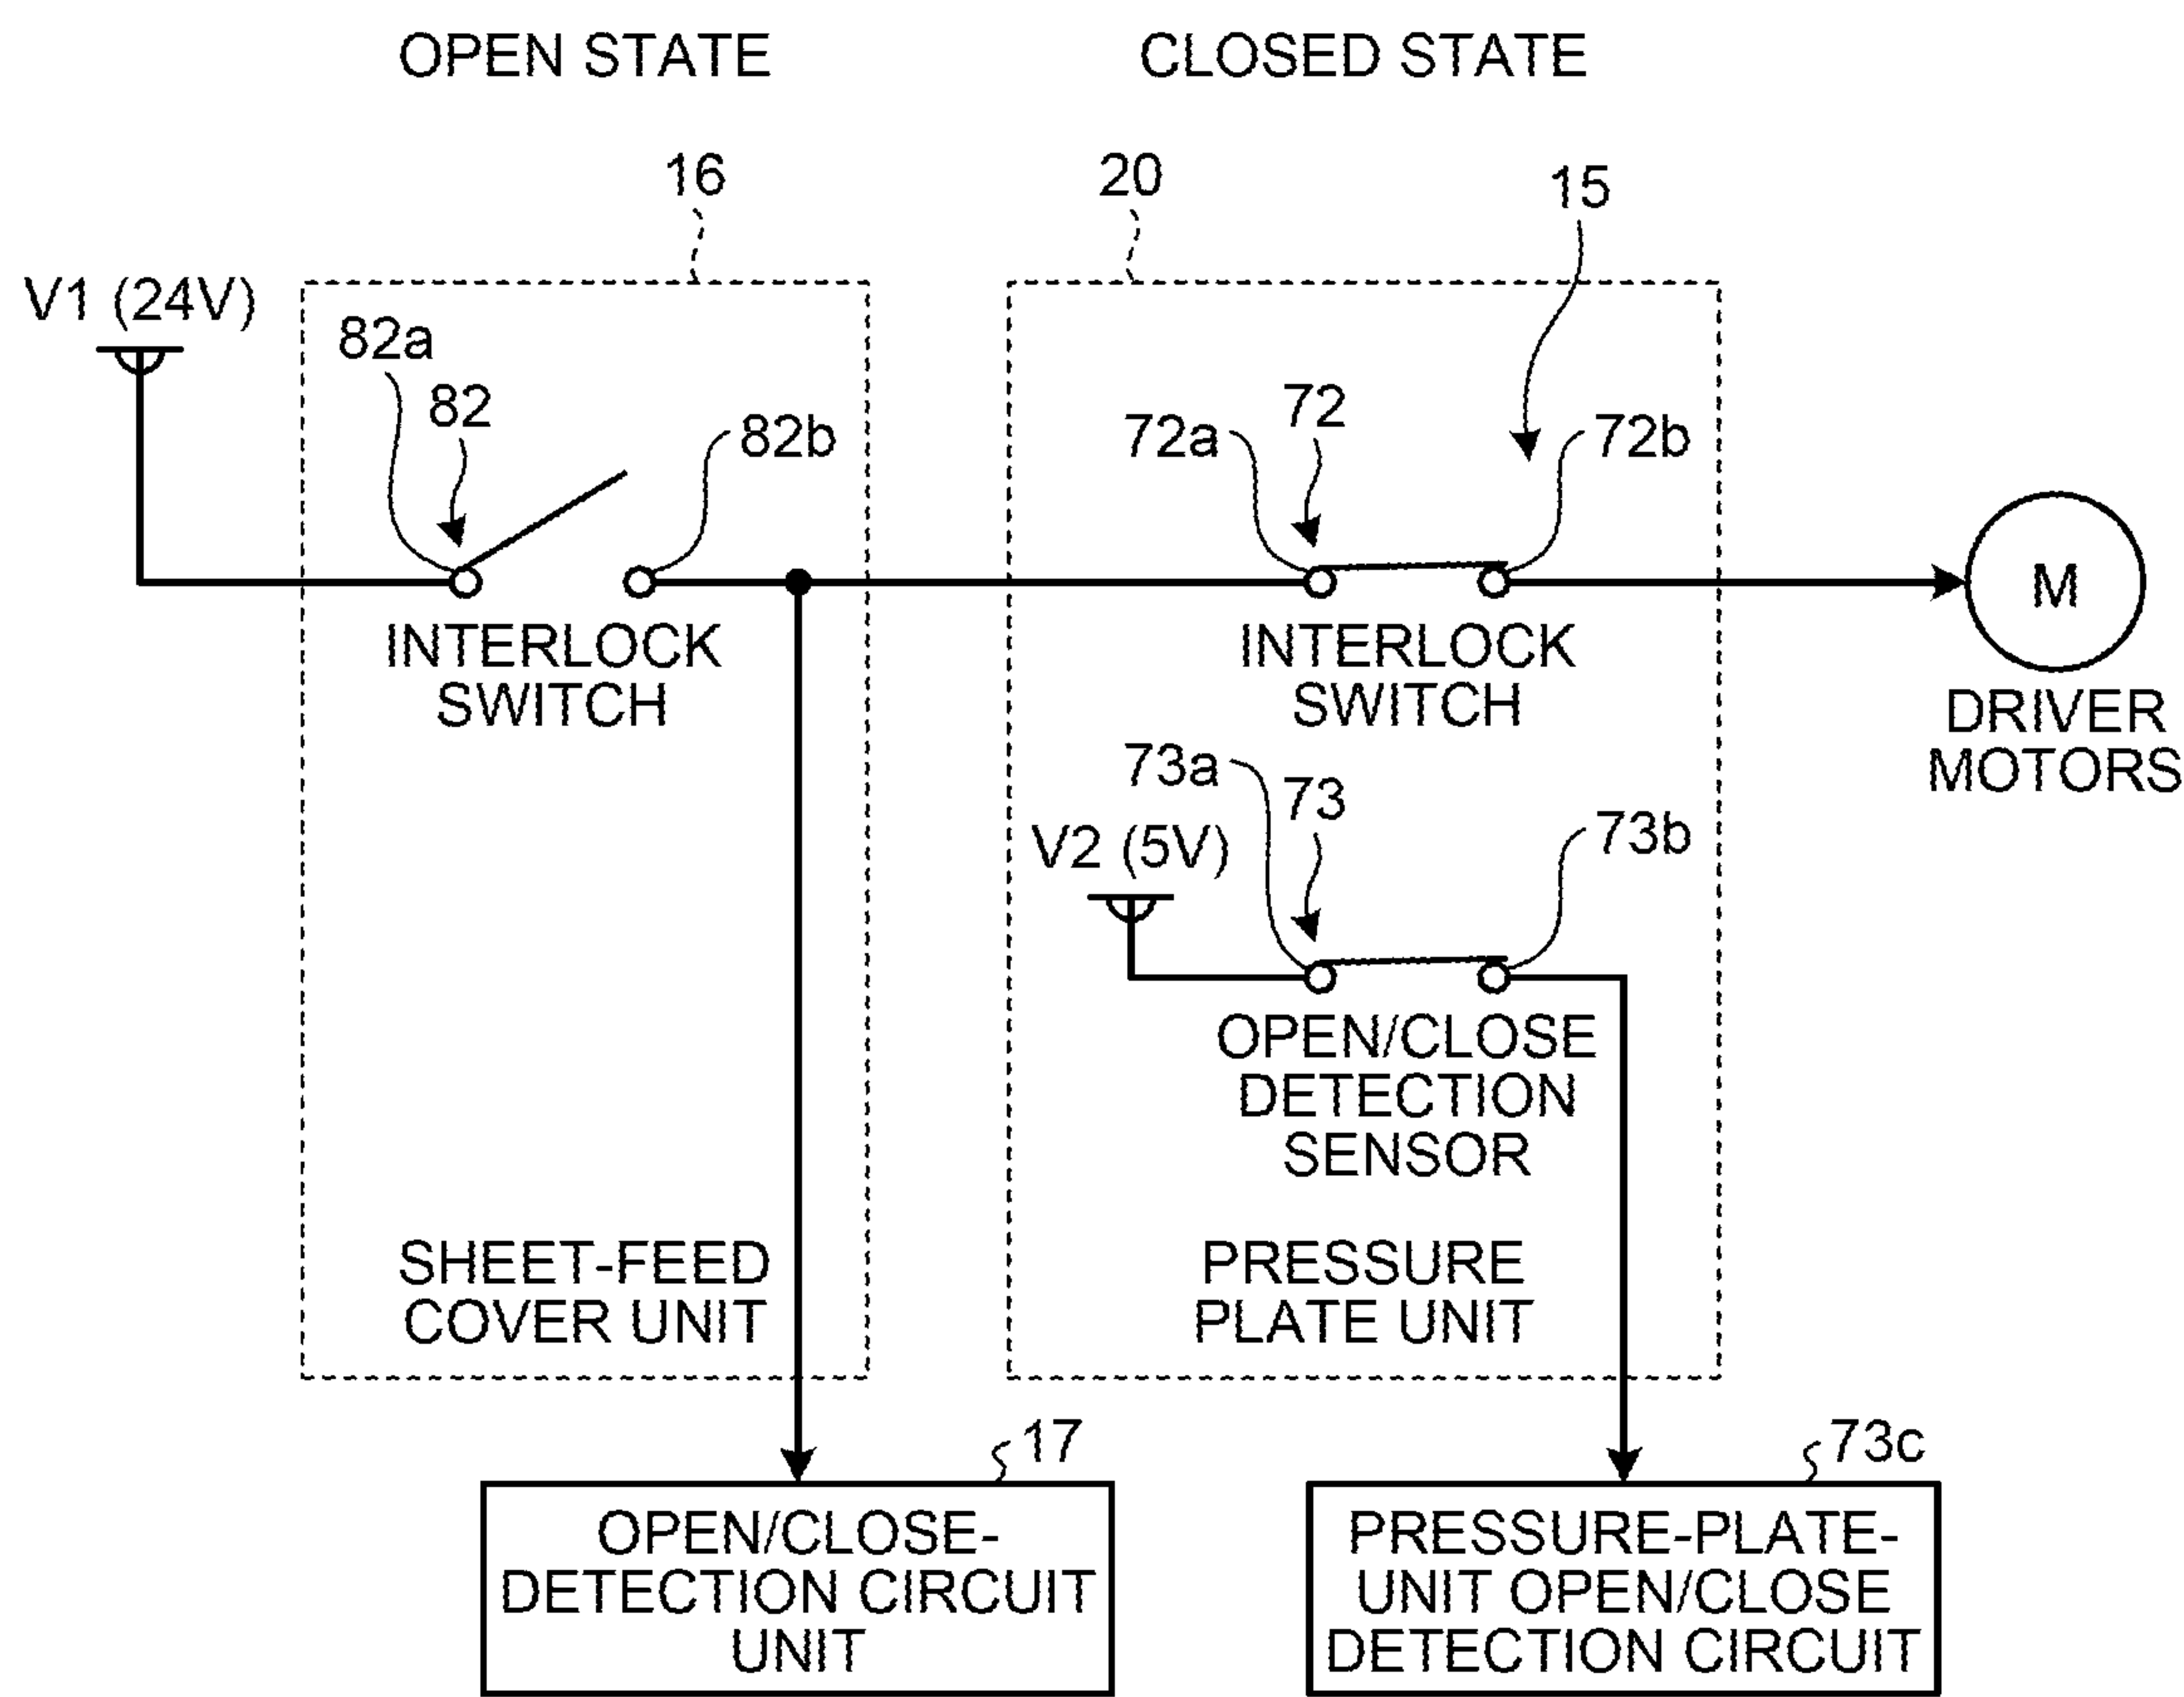 OPEN STATE
CLOSED STATE
16
20
15
V1 (24V)
82a
82
82b
72a
72
72b
M
INTERLOCK
SWITCH
INTERLOCK
SWITCH
DRIVER
MOTORS
73a
73
V2 (5V)
73b
OPEN/CLOSE
DETECTION
SENSOR
SHEET-FEED
COVER UNIT
PRESSURE
PLATE UNIT
17
73c
OPEN/CLOSE-
DETECTION CIRCUIT
UNIT
PRESSURE-PLATE-
UNIT OPEN/CLOSE
DETECTION CIRCUIT